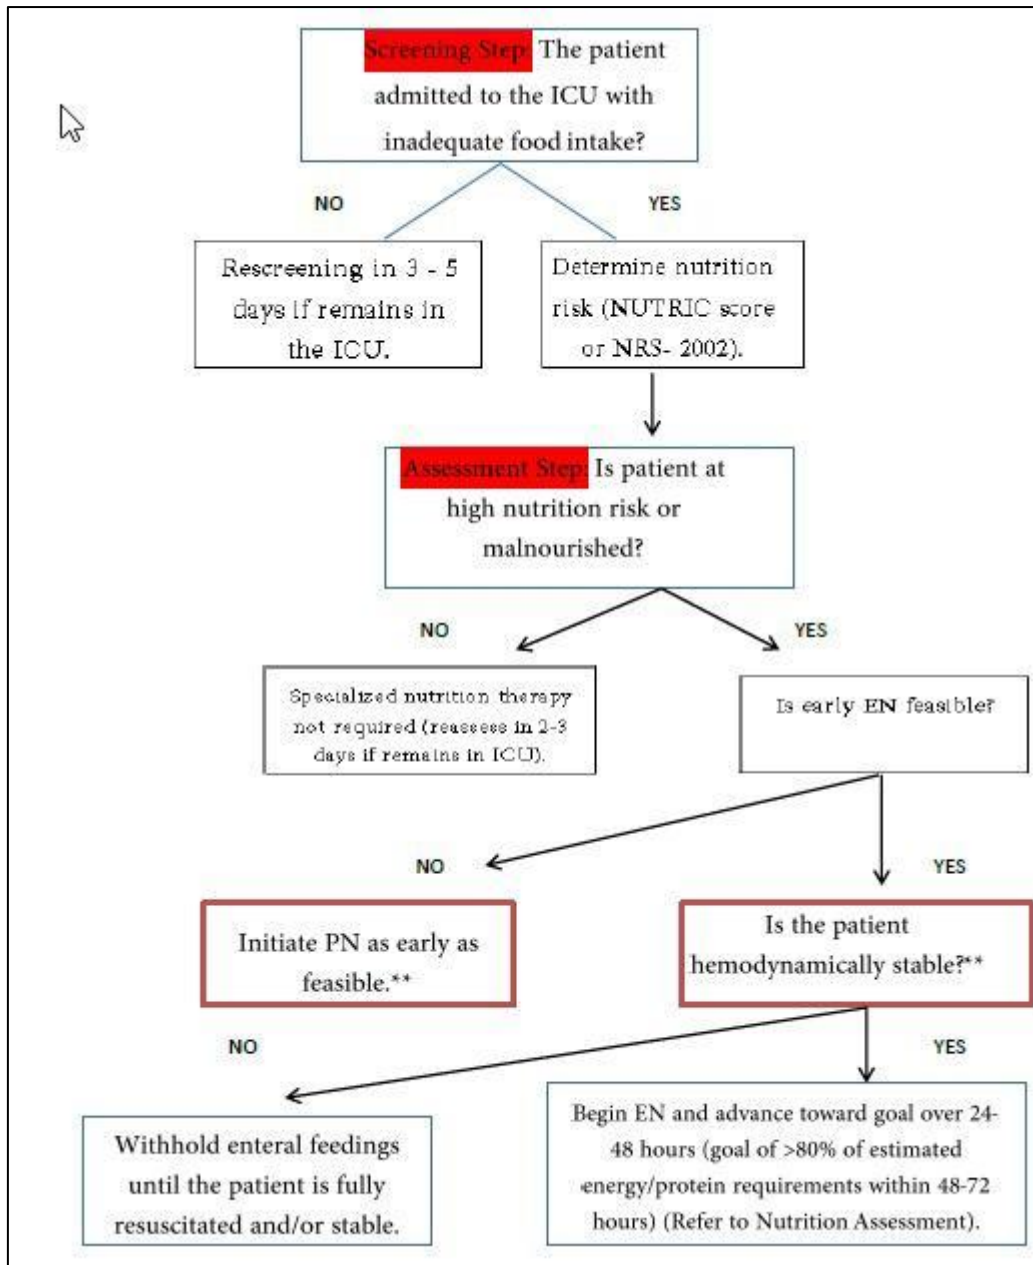 Screening Step: The patient
admitted to the ICU with
inadequate food intake?
NO
YES
Rescreening in 3 - 5
days if remains in
the ICU.
Determine nutrition
risk (NUTRIC score
or NRS- 2002).
Assessment Step: Is patient at
high nutrition risk or
malnourished?
NO
YES
Specialized nutrition therapy
not required (reassess in 2-3
days if remains in ICU).
Is early EN feasible?
NO
YES
Initiate PN as early as
feasible.**
Is the patient
hemodynamically stable?**
NO
YES
Withhold enteral feedings
until the patient is fully
resuscitated and/or stable.
Begin EN and advance toward goal over 24-
48 hours (goal of >80% of estimated
energy/protein requirements within 48-72
hours) (Refer to Nutrition Assessment).